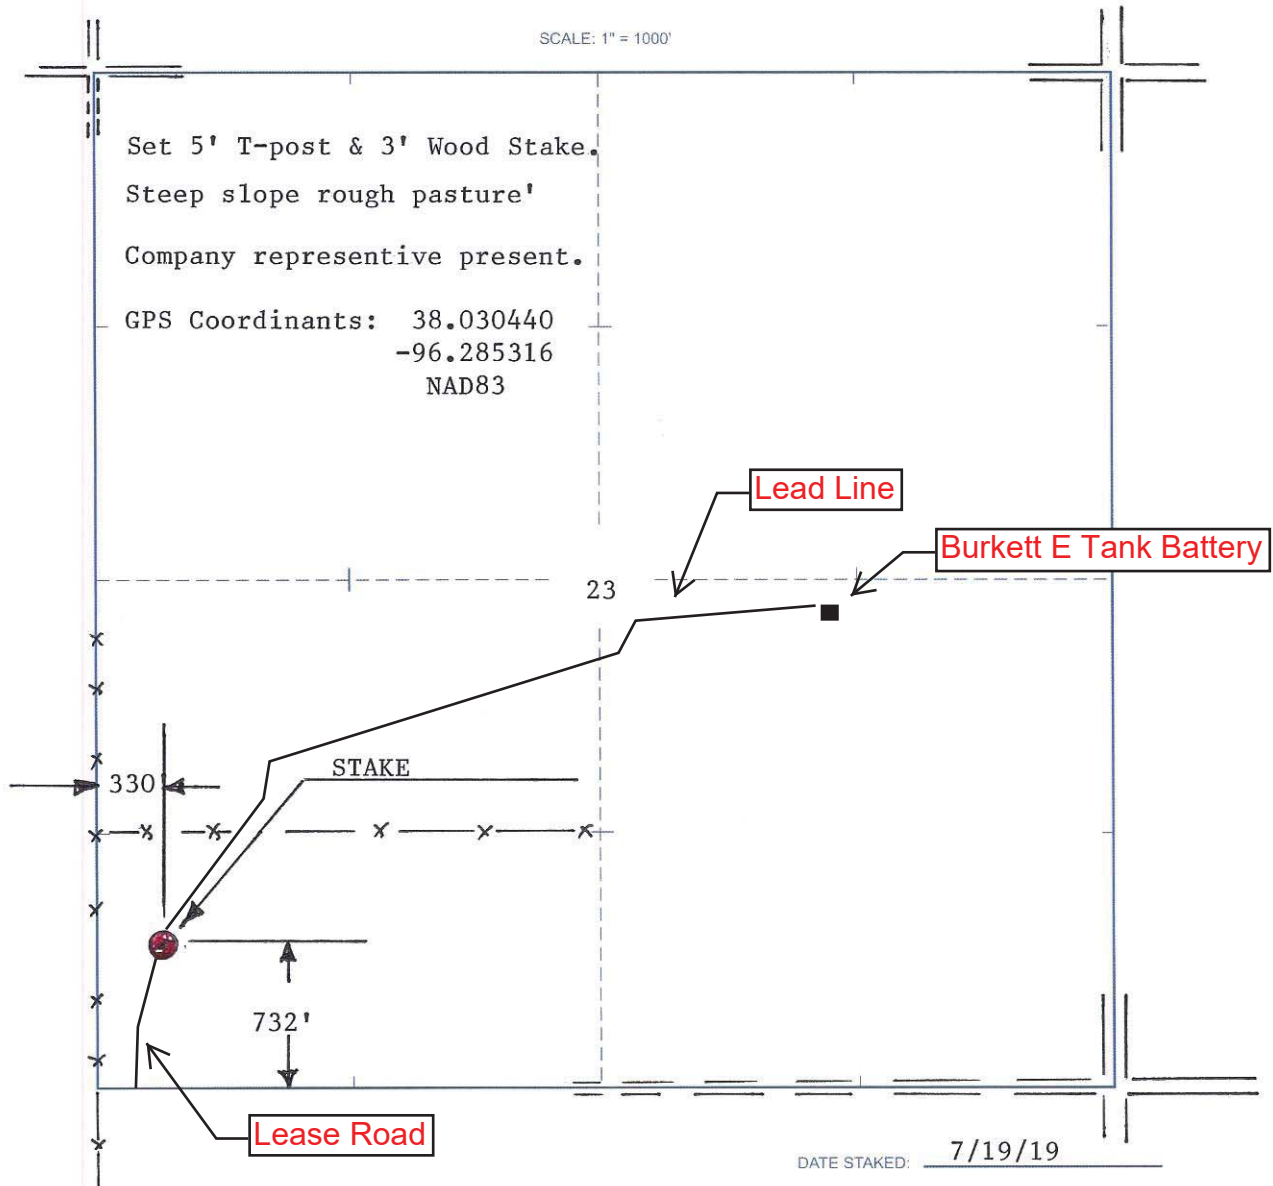 SCALE: 1" = 1000'
Set 5' T-post & 3' Wood Stake.
Steep slope rough pasture'
Company representive present.
GPS Coordinants: 38.030440
-96.285316
NAD83
Lead Line
Burkett E Tank Battery
23
STAKE
330
732'
Lease Road
DATE STAKED: 7/19/19